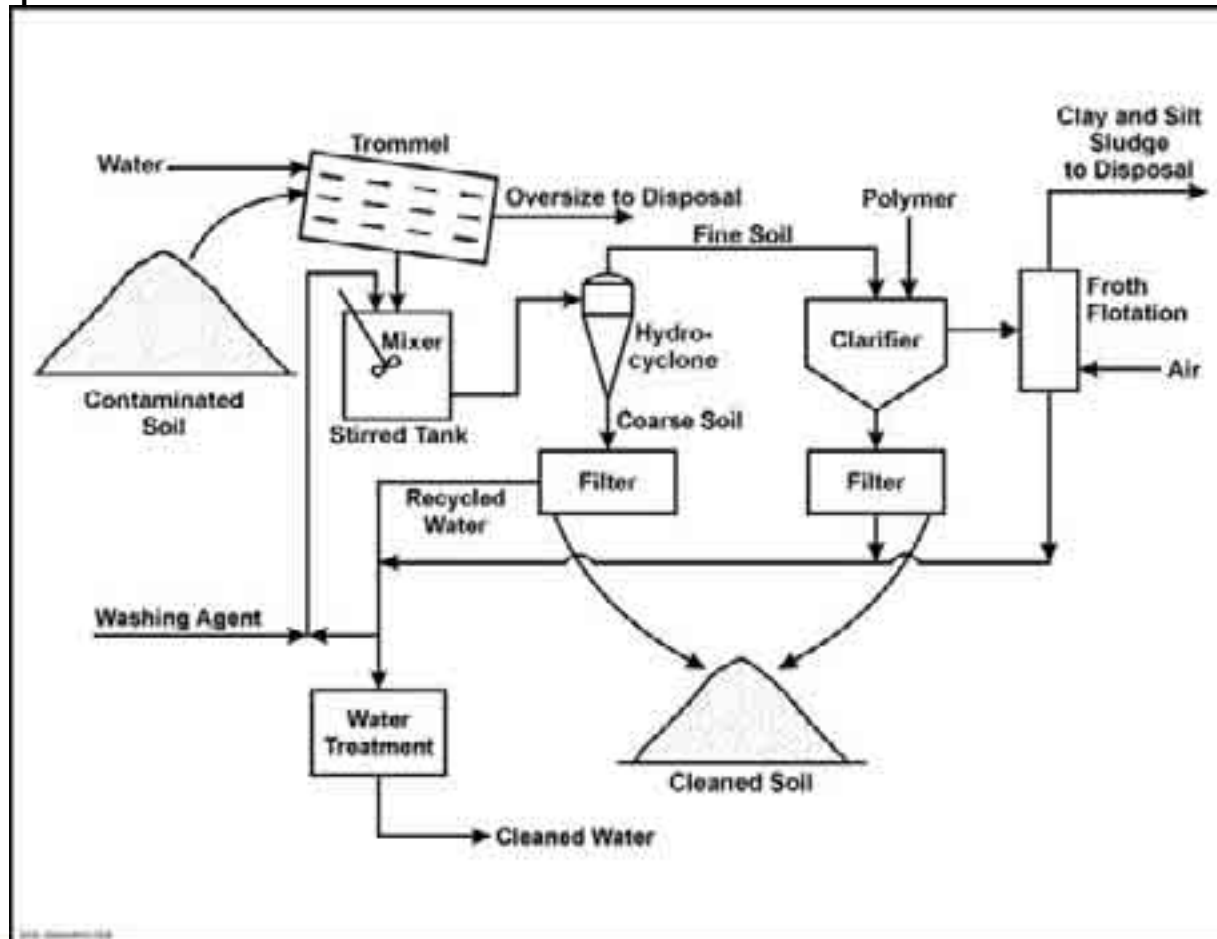 Trommel
Water
Oversize to Disposal
Clay and Silt
Sludge
to Disposal
Polymer
Fine Soil
Froth
Flotation
Mixer
Hydro-
cyclone
Clarifier
Air
Contaminated
Soil
Stirred Tank
Coarse Soil
Filter
Filter
Recycled
Water
Washing Agent
Water
Treatment
Cleaned Soil
Cleaned Water